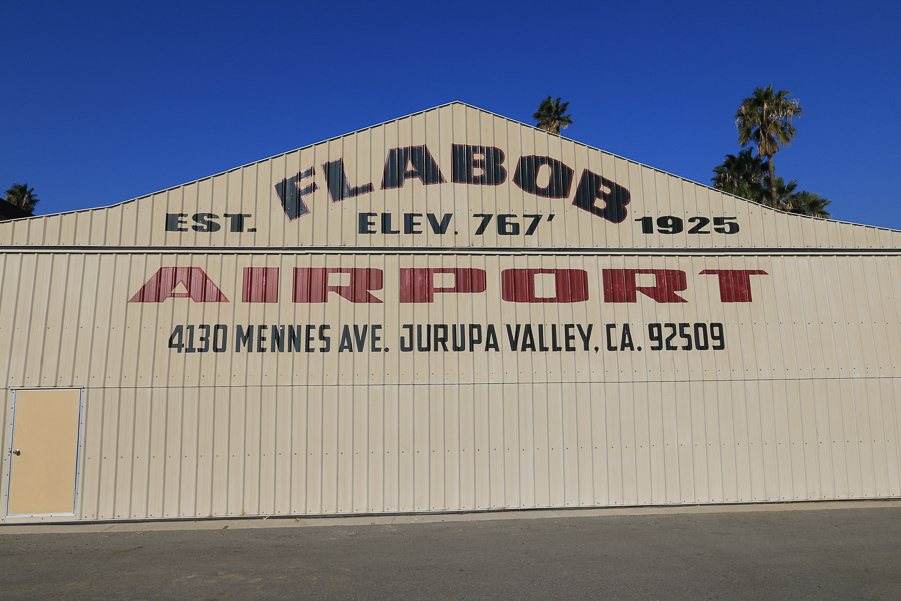 FLABOB
EST. ELEV. 767' 1925
AIRPORT
4130 MENNES AVE. JURUPA VALLEY, CA. 92509